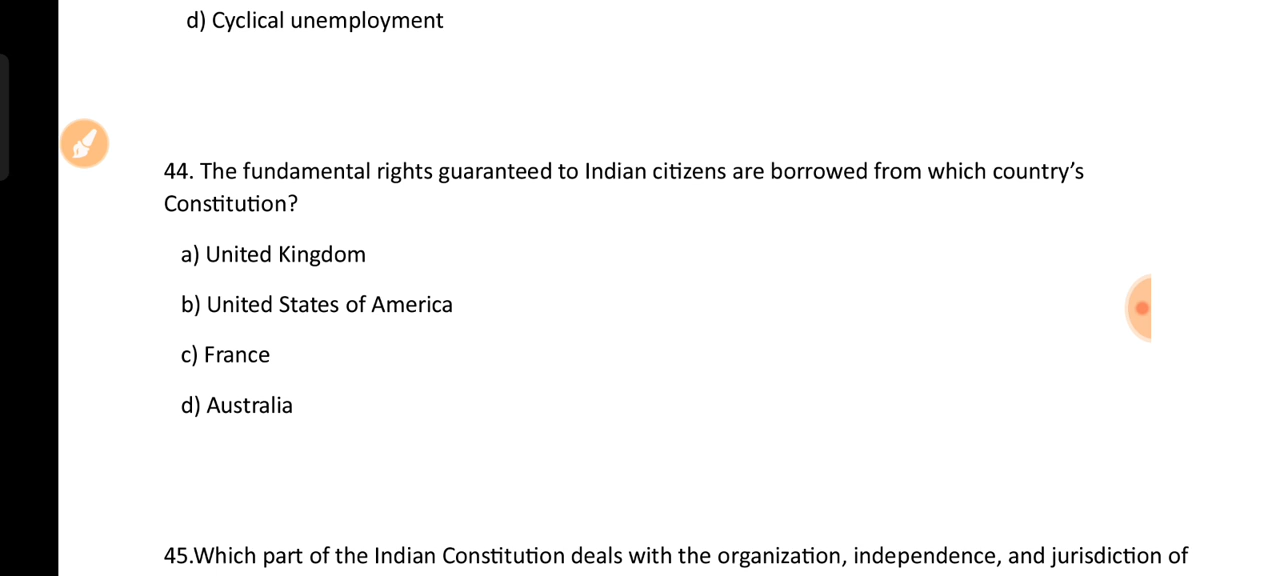 d) Cyclical unemployment
44. The fundamental rights guaranteed to Indian citizens are borrowed from which country’s
Constitution?
a) United Kingdom
b) United States of America
c) France
d) Australia
45.Which part of the Indian Constitution deals with the organization, independence, and jurisdiction of